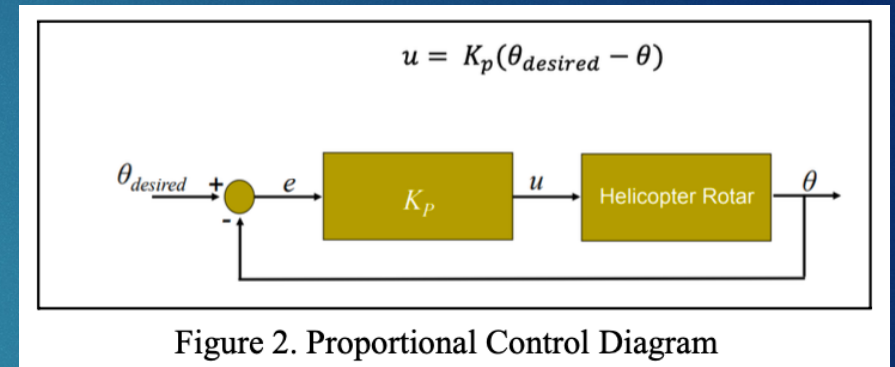 u = Kp(θdesired − θ)
θdesired + e Kp u Helicopter Rotar θ
-
Figure 2. Proportional Control Diagram